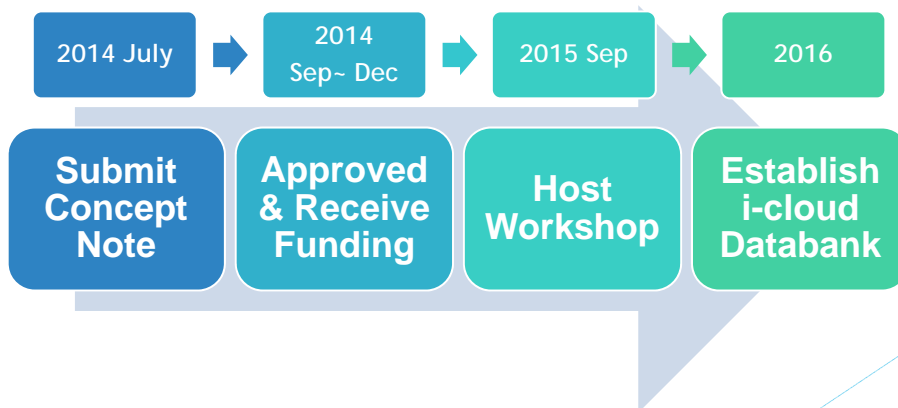 2014 July
2014
Sep~ Dec
2015 Sep
2016
Submit
Concept
Note
Approved
& Receive
Funding
Host
Workshop
Establish
i-cloud
Databank